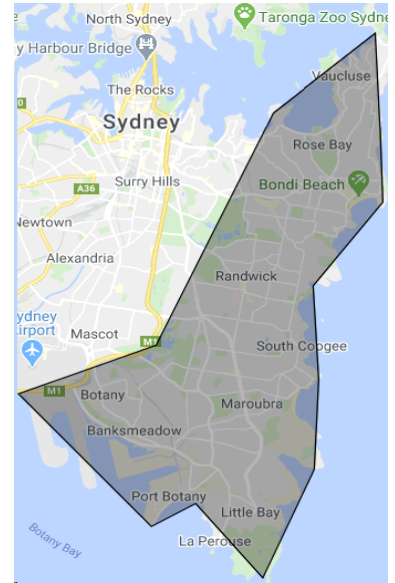 North Sydney
Taronga Zoo Sydne
y Harbour Bridge
Vaucluse
The Rocks
Sydney
Rose Bay
A36
Surry Hills
Bondi Beach
Newtown
Alexandria
Randwick
ydney
irport
Mascot
M1
South Coogee
M1
Botany
Maroubra
Banksmeadow
Port Botany
Little Bay
La Perouse
Botany Bay